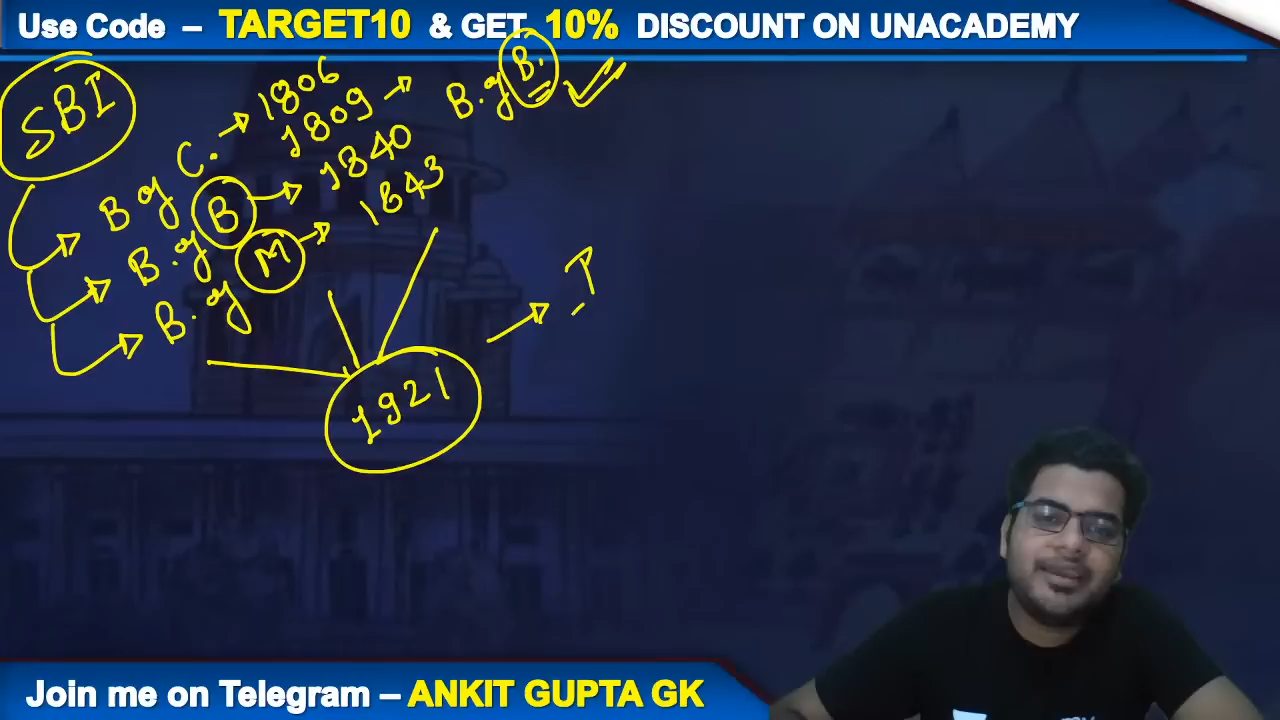 Use Code – TARGET10 & GET 10% DISCOUNT ON UNACADEMY
SBI
B of C. → 1806
1809 → B. of B.
B. of B → 1840
B. of M → 1843
1921 → I
Join me on Telegram – ANKIT GUPTA GK